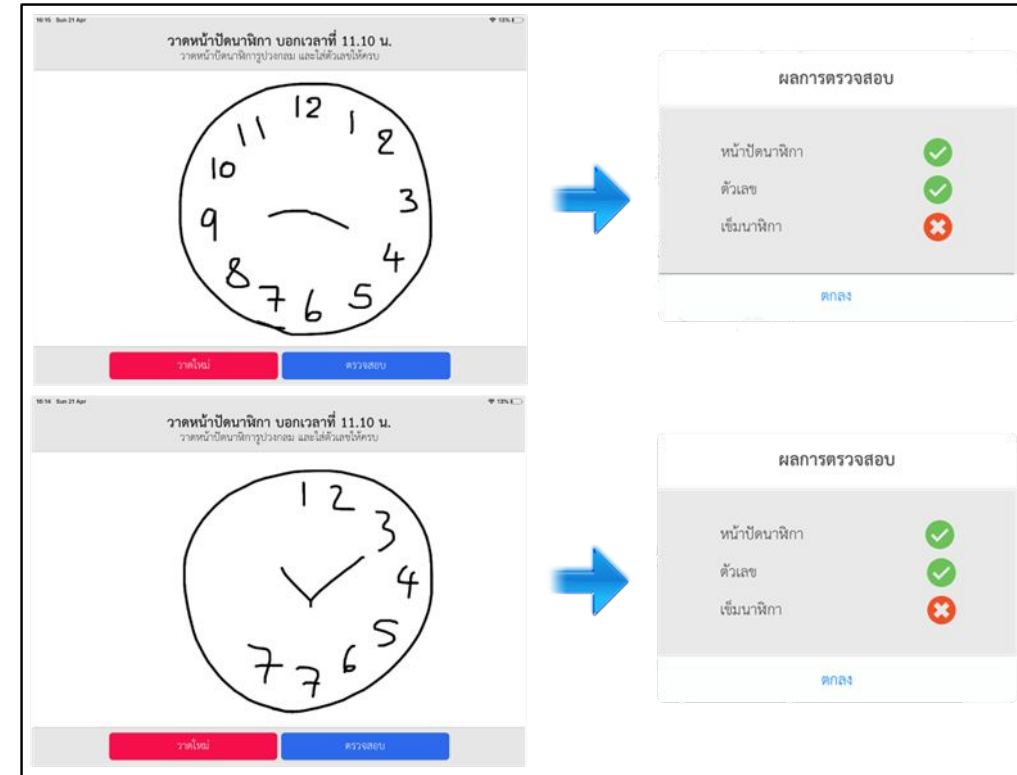 16:15 Sun 21 Apr
13%
วาดหน้าปัดนาฬิกา บอกเวลาที่ 11.10 น.
วาดหน้าปัดนาฬิการูปวงกลม และใส่ตัวเลขให้ครบ
12
11 1
10 2
9 3
8 4
7 6 5
วาดใหม่ ตรวจสอบ
ผลการตรวจสอบ
หน้าปัดนาฬิกา
ตัวเลข
เข็มนาฬิกา
ตกลง
16:14 Sun 21 Apr
13%
วาดหน้าปัดนาฬิกา บอกเวลาที่ 11.10 น.
วาดหน้าปัดนาฬิการูปวงกลม และใส่ตัวเลขให้ครบ
1 2
3
4
5
7 7 6
วาดใหม่ ตรวจสอบ
ผลการตรวจสอบ
หน้าปัดนาฬิกา
ตัวเลข
เข็มนาฬิกา
ตกลง